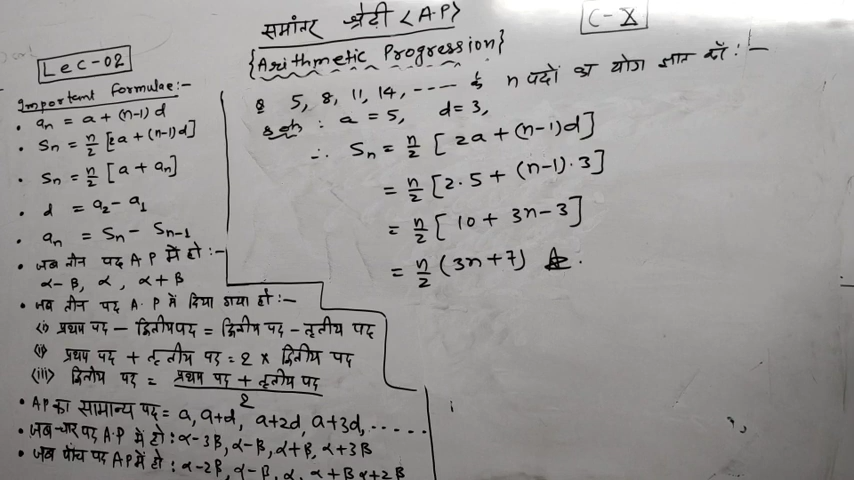 समांतर श्रेढ़ी <A.P>
C-X
{Arithmetic Progression}
Lec-02
Important Formulae:-
• aₙ = a + (n-1) d
• Sₙ = n/2 [2a + (n-1)d]
• Sₙ = n/2 [a + aₙ]
• d = a₂ - a₁
• aₙ = Sₙ - Sₙ₋₁
• जब तीन पद A P में हो :-
α-β, α, α+β
• जब तीन पद A.P में दिया गया हो :-
(i) प्रथम पद - द्वितीय पद = द्वितीय पद - तृतीय पद
(ii) प्रथम पद + तृतीय पद = 2 × द्वितीय पद
(iii) द्वितीय पद = प्रथम पद + तृतीय पद / 2
• AP का सामान्य पद = a, a+d, a+2d, a+3d, .....
• जब चार पद A.P में हो : α-3β, α-β, α+β, α+3β
• जब पांच पद AP में हो : α-2β, α-β, α, α+β α+2β
Q 5, 8, 11, 14, ---- के n पदों का योग ज्ञात करें :-
Soln : a = 5, d = 3,
∴ Sₙ = n/2 [2a + (n-1)d]
= n/2 [2.5 + (n-1).3]
= n/2 [10 + 3n-3]
= n/2 (3n+7)